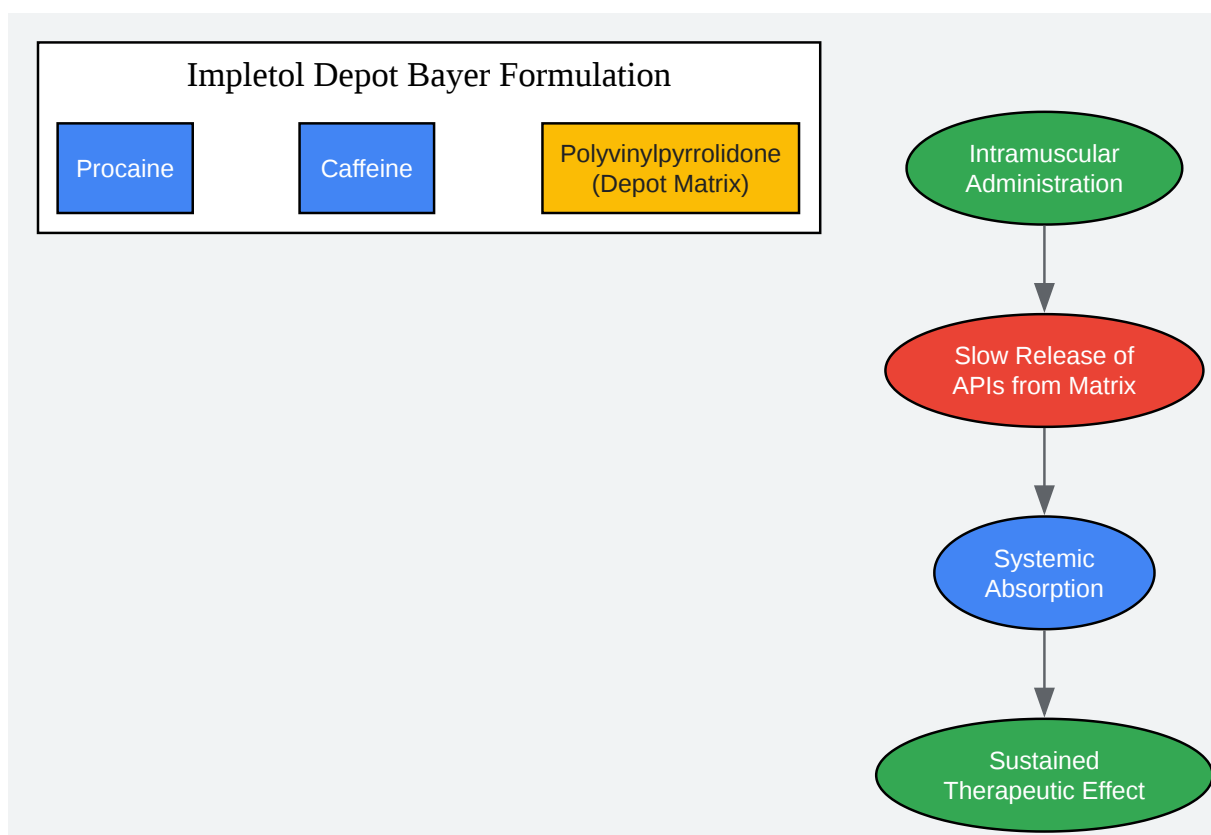 Impletol Depot Bayer Formulation
Procaine
Caffeine
Polyvinylpyrrolidone
(Depot Matrix)
Intramuscular
Administration
Slow Release of
APIs from Matrix
Systemic
Absorption
Sustained
Therapeutic Effect